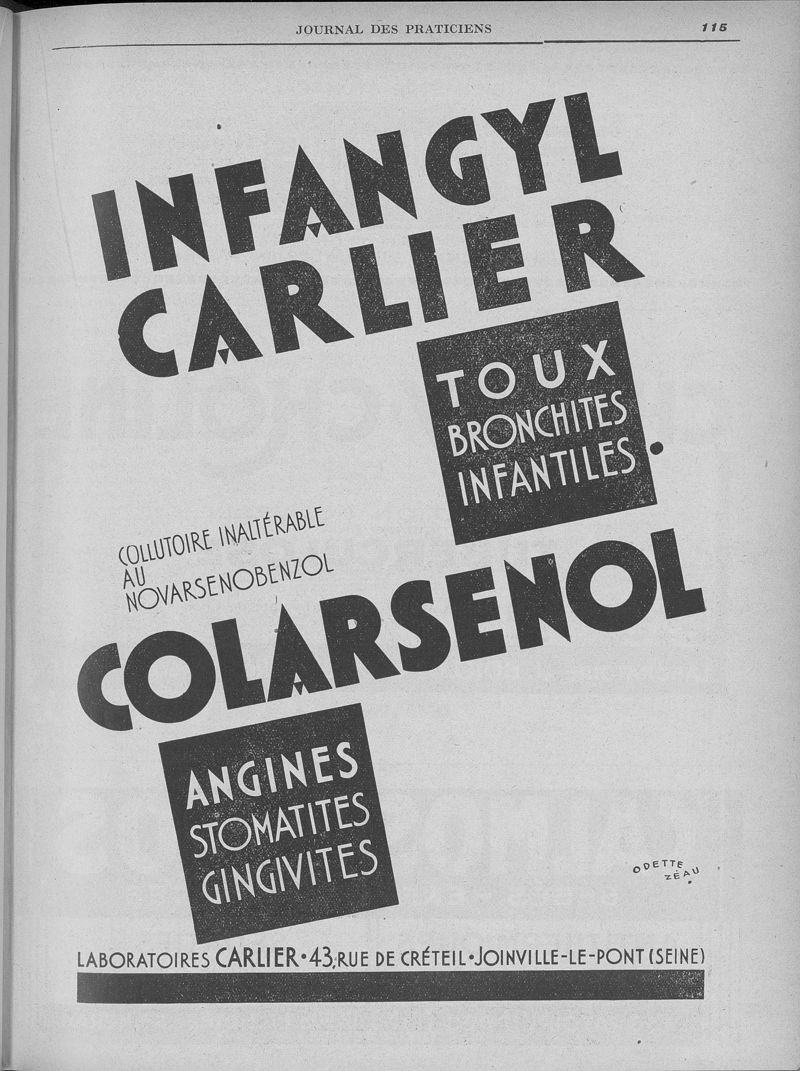 JOURNAL DES PRATICIENS 115
INFANGYL
CARLIER
TOUX
BRONCHITES
INFANTILES.
COLLUTOIRE INALTÉRABLE
AU
NOVARSENOBENZOL
COLARSENOL
ANGINES
STOMATITES
GINGIVITES
ODETTE
ZÉAU
LABORATOIRES CARLIER • 43, RUE DE CRÉTEIL • JOINVILLE-LE-PONT (SEINE)